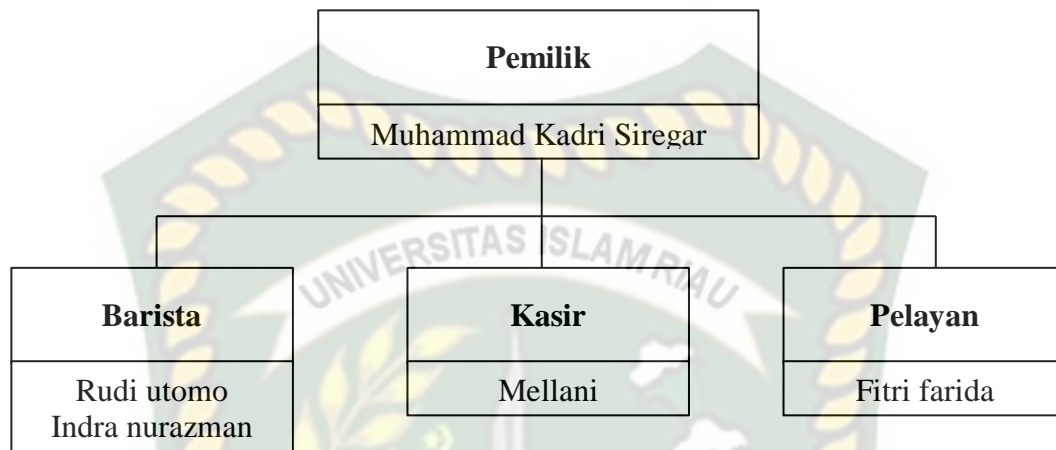 Pemilik
Muhammad Kadri Siregar
UNIVERSITAS ISLAM RIAU
Barista
Kasir
Pelayan
Rudi utomo
Indra nurazman
Mellani
Fitri farida